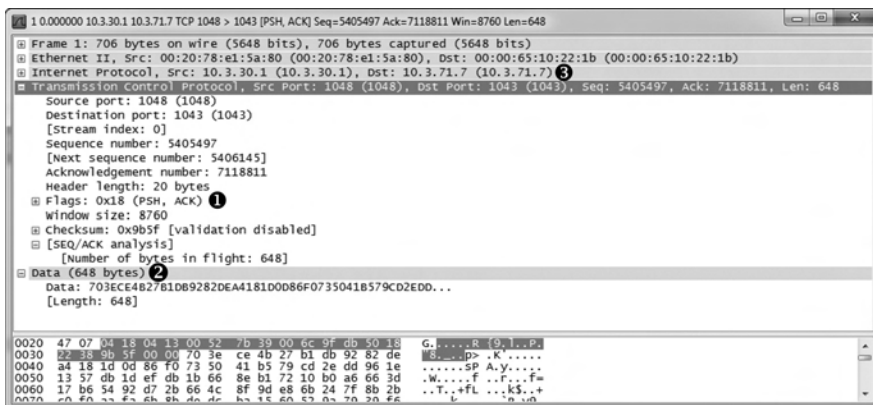 1 0.000000 10.3.30.1 10.3.71.7 TCP 1048 > 1043 [PSH, ACK] Seq=5405497 Ack=7118811 Win=8760 Len=648
Frame 1: 706 bytes on wire (5648 bits), 706 bytes captured (5648 bits)
Ethernet II, Src: 00:20:78:e1:5a:80 (00:20:78:e1:5a:80), Dst: 00:00:65:10:22:1b (00:00:65:10:22:1b)
Internet Protocol, Src: 10.3.30.1 (10.3.30.1), Dst: 10.3.71.7 (10.3.71.7) 3
Transmission Control Protocol, Src Port: 1048 (1048), Dst Port: 1043 (1043), Seq: 5405497, Ack: 7118811, Len: 648
Source port: 1048 (1048)
Destination port: 1043 (1043)
[Stream index: 0]
Sequence number: 5405497
[Next sequence number: 5406145]
Acknowledgement number: 7118811
Header length: 20 bytes
Flags: 0x18 (PSH, ACK) 1
Window size: 8760
Checksum: 0x9b5f [validation disabled]
[SEQ/ACK analysis]
[Number of bytes in flight: 648]
Data (648 bytes) 2
Data: 703ECE4B27B1DB9282DEA4181D0D86F0735041B579CD2EDD...
[Length: 648]
0020 47 07 04 18 04 13 00 52 7b 39 00 6c 9f db 50 18 G......R {9.l..P.
0030 22 38 9b 5f 00 00 70 3e ce 4b 27 b1 db 92 82 de "8._..p> .K'.....
0040 a4 18 1d 0d 86 f0 73 50 41 b5 79 cd 2e dd 96 1e ......sP A.y.....
0050 13 57 db 1d ef db 1b 66 8e b1 72 10 b0 a6 66 3d .W.....f ..r...f=
0060 17 b6 54 92 d7 2b 66 4c 8f 9d e8 6b 24 7f 8b 2b ..T..+fL ...k$..+